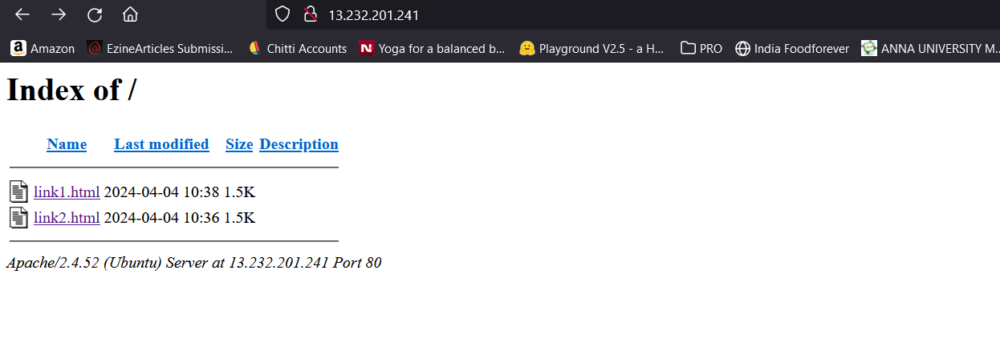 13.232.201.241
Amazon EzineArticles Submissi... Chitti Accounts Yoga for a balanced b... Playground V2.5 - a H... PRO India Foodforever ANNA UNIVERSITY M...
Index of /
Name Last modified Size Description
link1.html 2024-04-04 10:38 1.5K
link2.html 2024-04-04 10:36 1.5K
Apache/2.4.52 (Ubuntu) Server at 13.232.201.241 Port 80